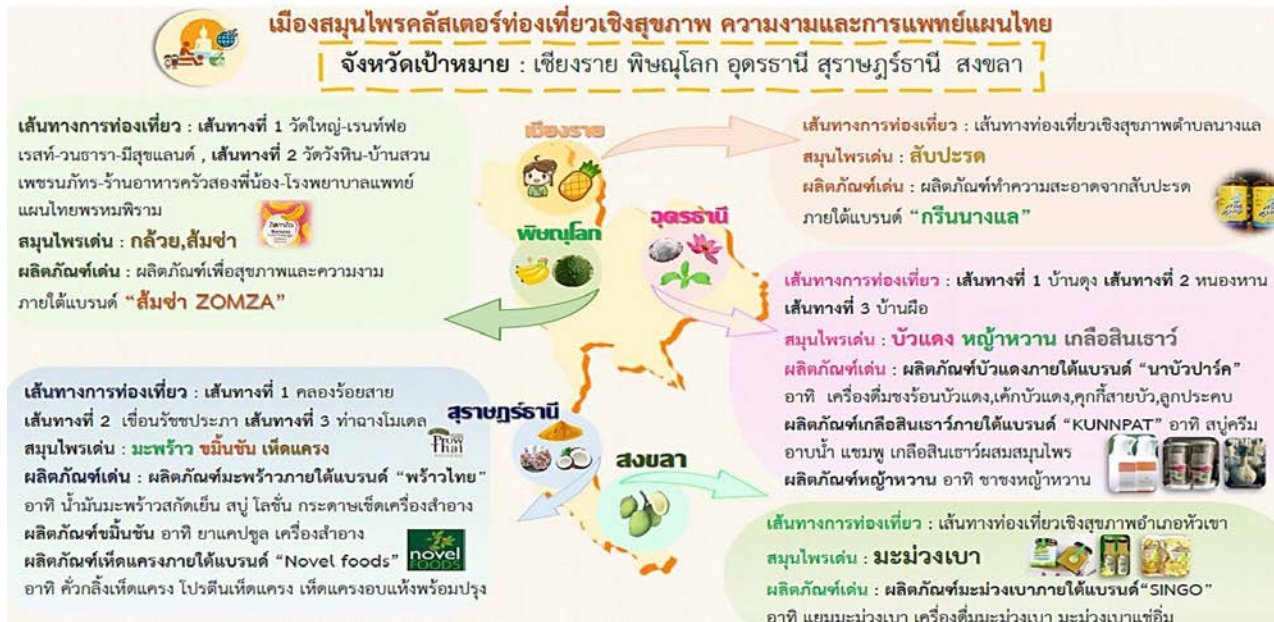 เมืองสมุนไพรคลัสเตอร์ท่องเที่ยวเชิงสุขภาพ ความงามและการแพทย์แผนไทย
จังหวัดเป้าหมาย : เชียงราย พิษณุโลก อุดรธานี สุราษฎร์ธานี สงขลา
เส้นทางการท่องเที่ยว : เส้นทางที่ 1 วัดใหญ่-เรนท์ฟอ
เรสท์-วนธารา-มีสุขแลนด์ , เส้นทางที่ 2 วัดวังหิน-บ้านสวน
เพชรนภัทร-ร้านอาหารครัวสองพี่น้อง-โรงพยาบาลแพทย์
แผนไทยพรหมพิราม
สมุนไพรเด่น : กล้วย,ส้มซ่า
ผลิตภัณฑ์เด่น : ผลิตภัณฑ์เพื่อสุขภาพและความงาม
ภายใต้แบรนด์ “ส้มซ่า ZOMZA”
เชียงราย
พิษณุโลก
อุดรธานี
เส้นทางการท่องเที่ยว : เส้นทางท่องเที่ยวเชิงสุขภาพตำบลนางแล
สมุนไพรเด่น : สับปะรด
ผลิตภัณฑ์เด่น : ผลิตภัณฑ์ทำความสะอาดจากสับปะรด
ภายใต้แบรนด์ “กรีนนางแล”
เส้นทางการท่องเที่ยว : เส้นทางที่ 1 บ้านดุง เส้นทางที่ 2 หนองหาน
เส้นทางที่ 3 บ้านผือ
สมุนไพรเด่น : บัวแดง หญ้าหวาน เกลือสินเธาว์
ผลิตภัณฑ์เด่น : ผลิตภัณฑ์บัวแดงภายใต้แบรนด์ “นาบัวปาร์ค”
อาทิ เครื่องดื่มชงร้อนบัวแดง,เค้กบัวแดง,คุกกี้สายบัว,ลูกประคบ
ผลิตภัณฑ์เกลือสินเธาว์ภายใต้แบรนด์ “KUNNPAT” อาทิ สบู่ครีม
อาบน้ำ แชมพู เกลือสินเธาว์ผสมสมุนไพร
ผลิตภัณฑ์หญ้าหวาน อาทิ ชาชงหญ้าหวาน
เส้นทางการท่องเที่ยว : เส้นทางที่ 1 คลองร้อยสาย
เส้นทางที่ 2 เขื่อนรัชชประภา เส้นทางที่ 3 ท่าฉางโมเดล
สมุนไพรเด่น : มะพร้าว ขมิ้นชัน เห็ดแครง
ผลิตภัณฑ์เด่น : ผลิตภัณฑ์มะพร้าวภายใต้แบรนด์ “พร้าวไทย”
อาทิ น้ำมันมะพร้าวสกัดเย็น สบู่ โลชั่น กระดาษเช็ดเครื่องสำอาง
ผลิตภัณฑ์ขมิ้นชัน อาทิ ยาแคปซูล เครื่องสำอาง
ผลิตภัณฑ์เห็ดแครงภายใต้แบรนด์ “Novel foods”
อาทิ คั่วกลิ้งเห็ดแครง โปรตีนเห็ดแครง เห็ดแครงอบแห้งพร้อมปรุง
Prow
Thai
novel
FOODS
สุราษฎร์ธานี
สงขลา
เส้นทางการท่องเที่ยว : เส้นทางท่องเที่ยวเชิงสุขภาพอำเภอหัวเขา
สมุนไพรเด่น : มะม่วงเบา
ผลิตภัณฑ์เด่น : ผลิตภัณฑ์มะม่วงเบาภายใต้แบรนด์“SINGO”
อาทิ แยมมะม่วงเบา เครื่องดื่มมะม่วงเบา มะม่วงเบาแช่อิ่ม